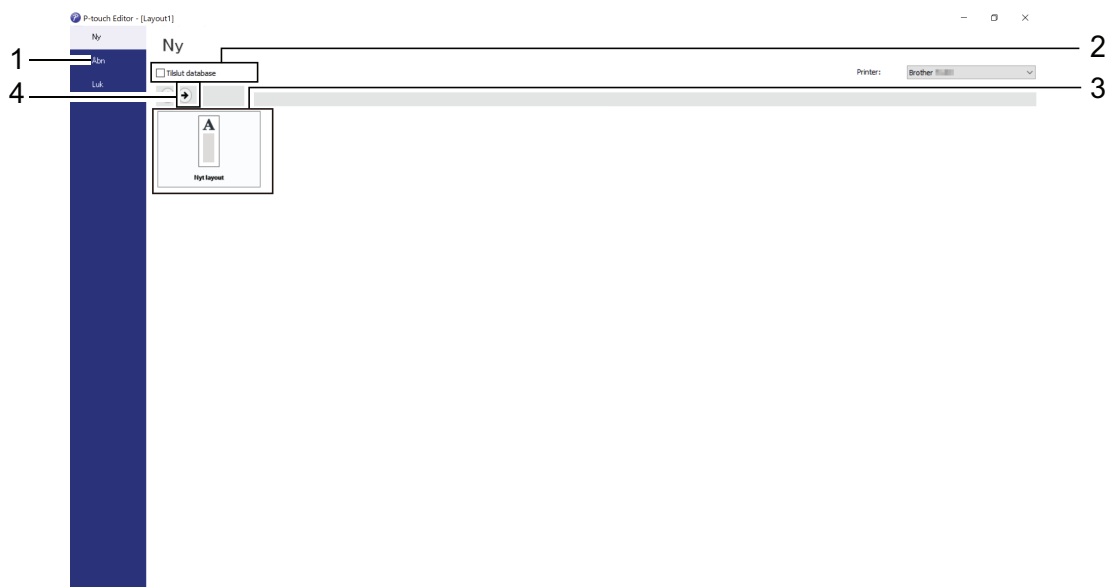 P-touch Editor - [Layout1]
Ny
Ny
1
Åbn
2
Tilslut database
Printer:
Brother
Luk
4
3
A
Nyt layout